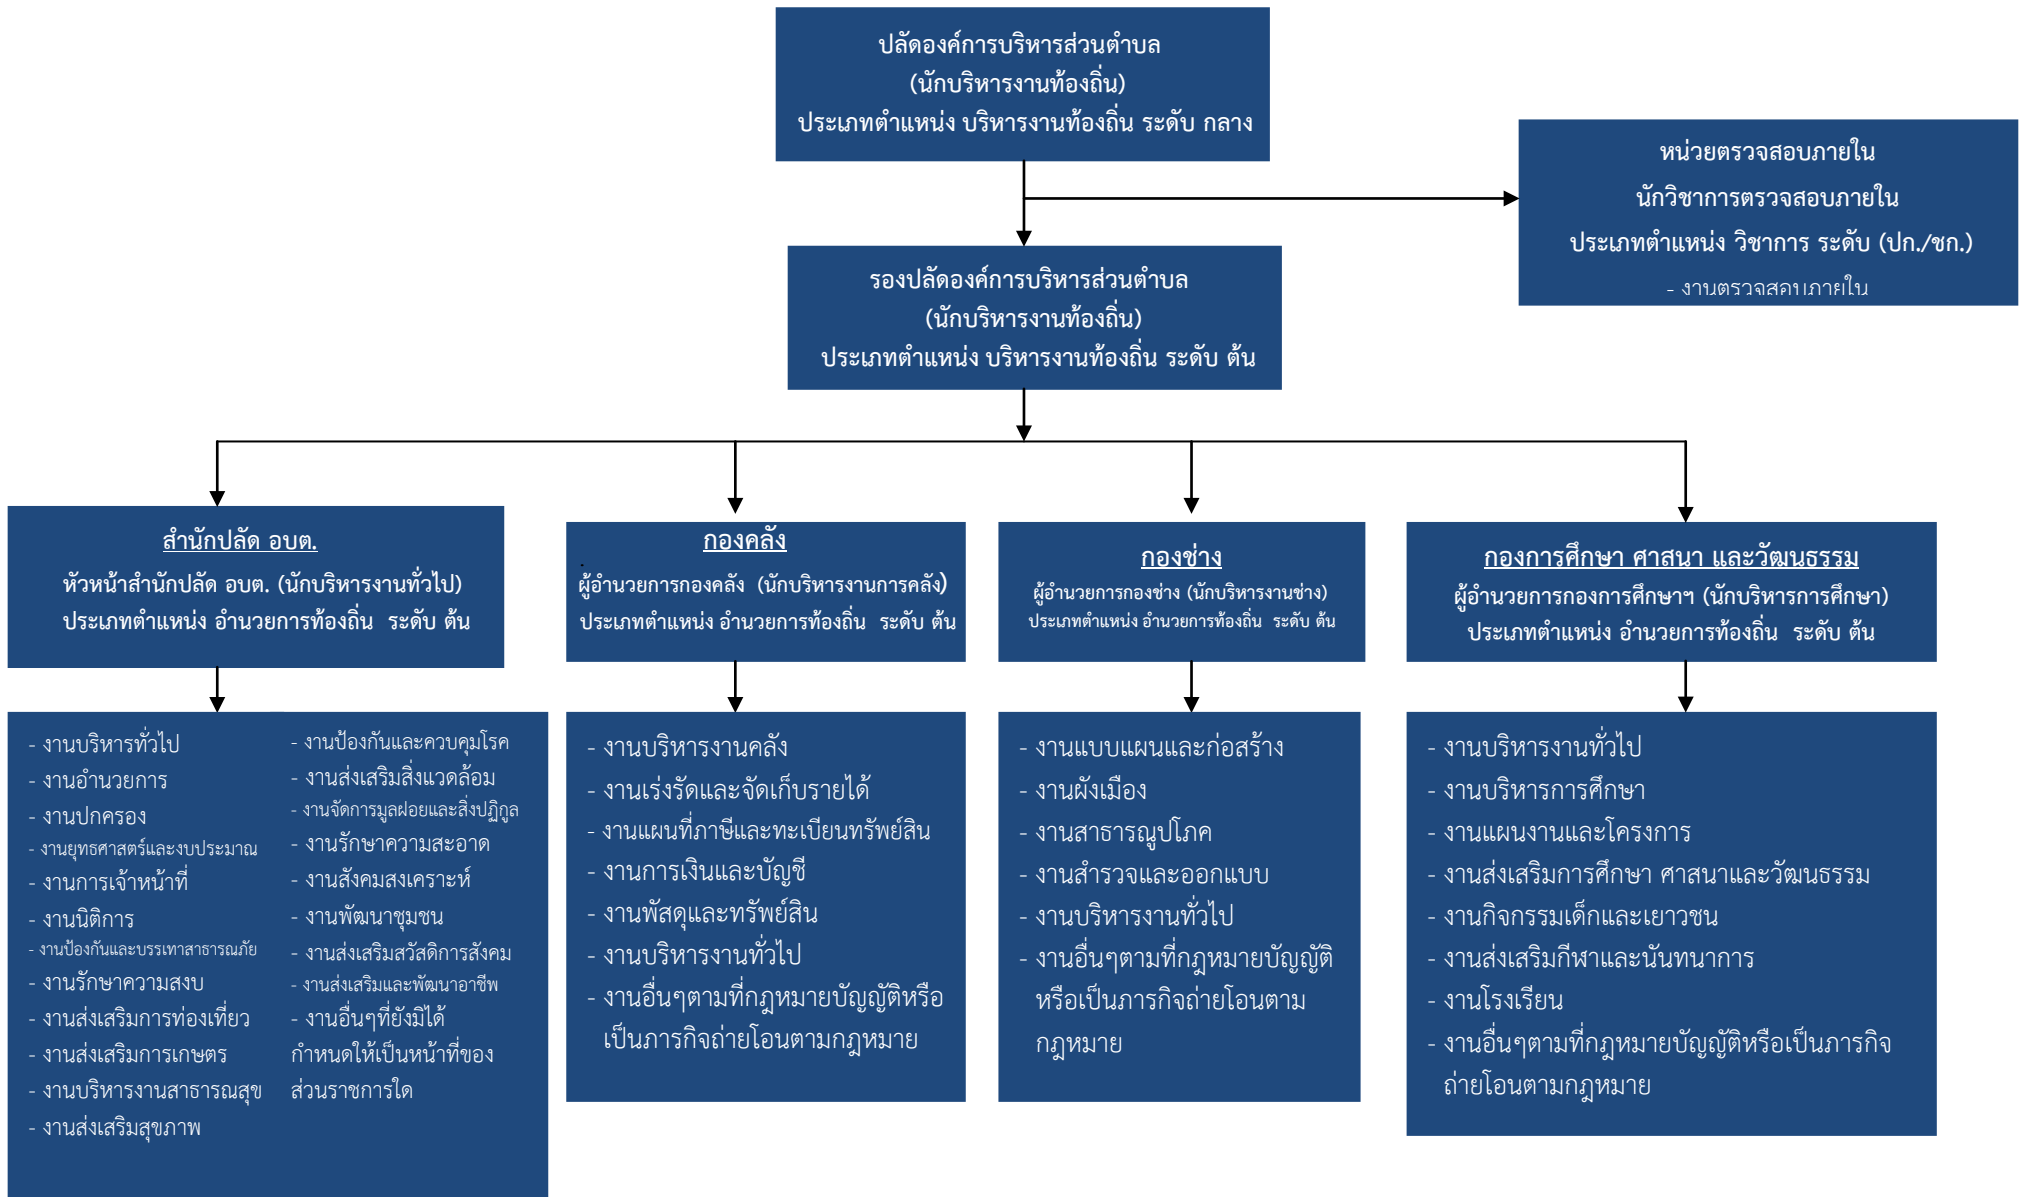 ปลัดองค์การบริหารส่วนตำบล
(นักบริหารงานท้องถิ่น)
ประเภทตำแหน่ง บริหารงานท้องถิ่น ระดับ กลาง
หน่วยตรวจสอบภายใน
นักวิชาการตรวจสอบภายใน
ประเภทตำแหน่ง วิชาการ ระดับ (ปก./ชก.)
- งานตรวจสอบภายใน
รองปลัดองค์การบริหารส่วนตำบล
(นักบริหารงานท้องถิ่น)
ประเภทตำแหน่ง บริหารงานท้องถิ่น ระดับ ต้น
สำนักปลัด อบต.
หัวหน้าสำนักปลัด อบต. (นักบริหารงานทั่วไป)
ประเภทตำแหน่ง อำนวยการท้องถิ่น ระดับ ต้น
กองคลัง
ผู้อำนวยการกองคลัง (นักบริหารงานการคลัง)
ประเภทตำแหน่ง อำนวยการท้องถิ่น ระดับ ต้น
กองช่าง
ผู้อำนวยการกองช่าง (นักบริหารงานช่าง)
ประเภทตำแหน่ง อำนวยการท้องถิ่น ระดับ ต้น
กองการศึกษา ศาสนา และวัฒนธรรม
ผู้อำนวยการกองการศึกษาฯ (นักบริหารการศึกษา)
ประเภทตำแหน่ง อำนวยการท้องถิ่น ระดับ ต้น
- งานบริหารทั่วไป
- งานอำนวยการ
- งานปกครอง
- งานยุทธศาสตร์และงบประมาณ
- งานการเจ้าหน้าที่
- งานนิติการ
- งานป้องกันและบรรเทาสาธารณภัย
- งานรักษาความสงบ
- งานส่งเสริมการท่องเที่ยว
- งานส่งเสริมการเกษตร
- งานบริหารงานสาธารณสุข
- งานส่งเสริมสุขภาพ
- งานป้องกันและควบคุมโรค
- งานส่งเสริมสิ่งแวดล้อม
- งานจัดการมูลฝอยและสิ่งปฏิกูล
- งานรักษาความสะอาด
- งานสังคมสงเคราะห์
- งานพัฒนาชุมชน
- งานส่งเสริมสวัสดิการสังคม
- งานส่งเสริมและพัฒนาอาชีพ
- งานอื่นๆที่ยังมิได้
กำหนดให้เป็นหน้าที่ของ
ส่วนราชการใด
- งานบริหารงานคลัง
- งานเร่งรัดและจัดเก็บรายได้
- งานแผนที่ภาษีและทะเบียนทรัพย์สิน
- งานการเงินและบัญชี
- งานพัสดุและทรัพย์สิน
- งานบริหารงานทั่วไป
- งานอื่นๆตามที่กฎหมายบัญญัติหรือ
เป็นภารกิจถ่ายโอนตามกฎหมาย
- งานแบบแผนและก่อสร้าง
- งานผังเมือง
- งานสาธารณูปโภค
- งานสำรวจและออกแบบ
- งานบริหารงานทั่วไป
- งานอื่นๆตามที่กฎหมายบัญญัติ
หรือเป็นภารกิจถ่ายโอนตาม
กฎหมาย
- งานบริหารงานทั่วไป
- งานบริหารการศึกษา
- งานแผนงานและโครงการ
- งานส่งเสริมการศึกษา ศาสนาและวัฒนธรรม
- งานกิจกรรมเด็กและเยาวชน
- งานส่งเสริมกีฬาและนันทนาการ
- งานโรงเรียน
- งานอื่นๆตามที่กฎหมายบัญญัติหรือเป็นภารกิจ
ถ่ายโอนตามกฎหมาย